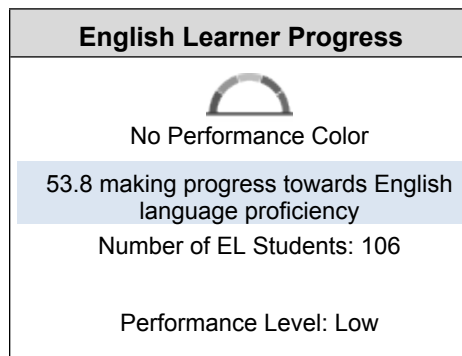 English Learner Progress
No Performance Color
53.8 making progress towards English
language proficiency
Number of EL Students: 106
Performance Level: Low